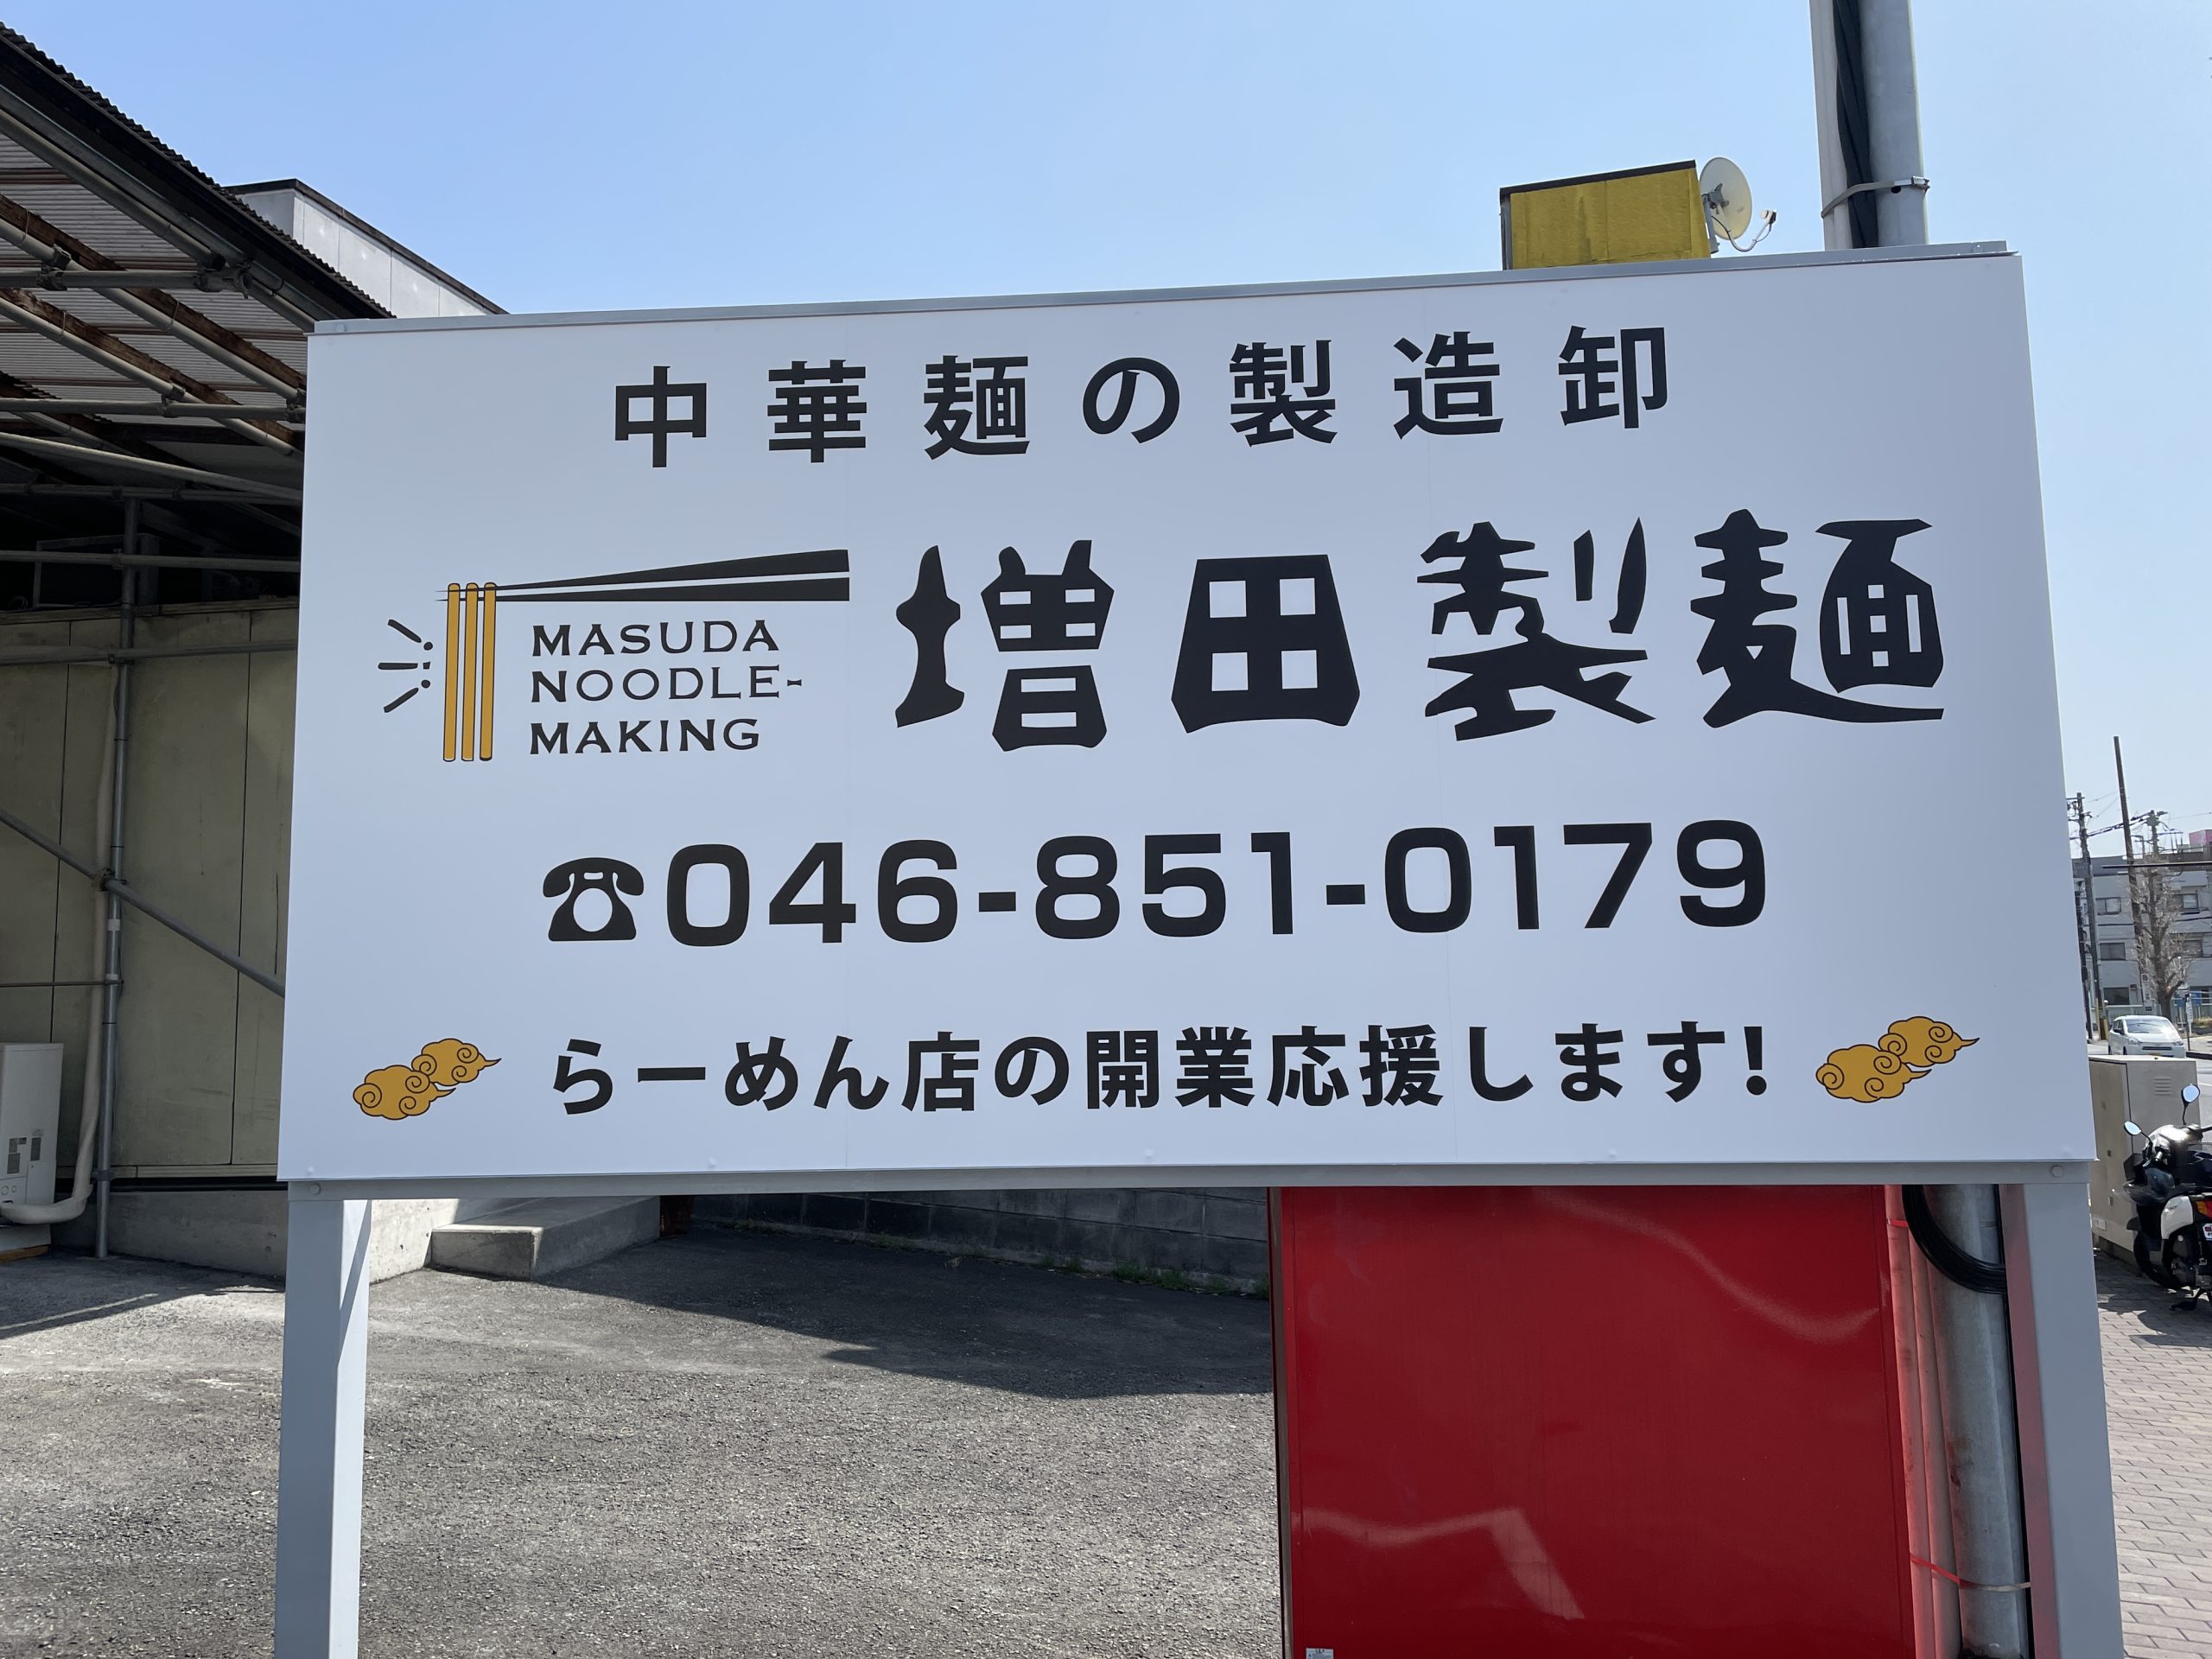 中華麺の製造卸
MASUDA
NOODLE-
MAKING
増田製麺
☎046-851-0179
らーめん店の開業応援します!